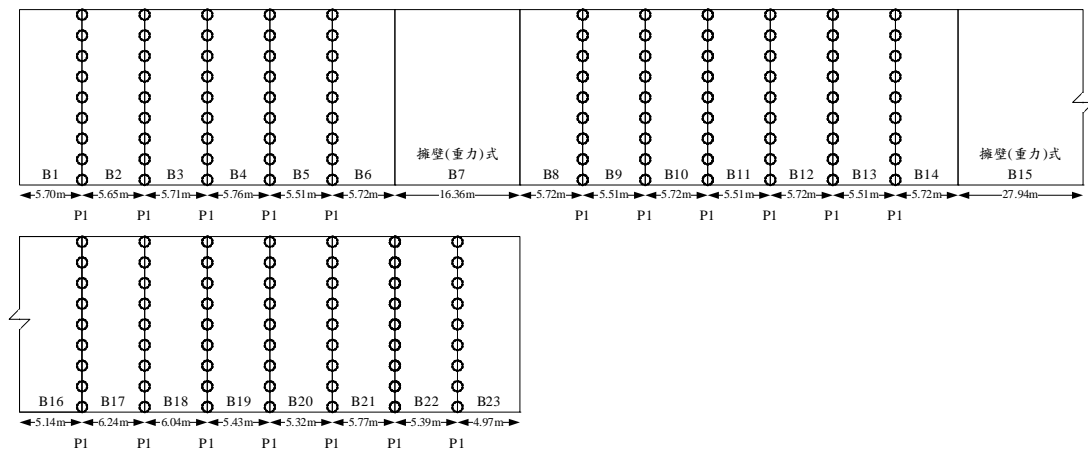 擁壁(重力)式 擁壁(重力)式
B1 B2 B3 B4 B5 B6 B7 B8 B9 B10 B11 B12 B13 B14 B15
5.70m 5.65m 5.71m 5.76m 5.51m 5.72m 16.36m 5.72m 5.51m 5.72m 5.51m 5.72m 5.51m 5.72m 27.94m
P1 P1 P1 P1 P1 P1 P1 P1 P1 P1 P1
B16 B17 B18 B19 B20 B21 B22 B23
5.14m 6.24m 6.04m 5.43m 5.32m 5.77m 5.39m 4.97m
P1 P1 P1 P1 P1 P1 P1